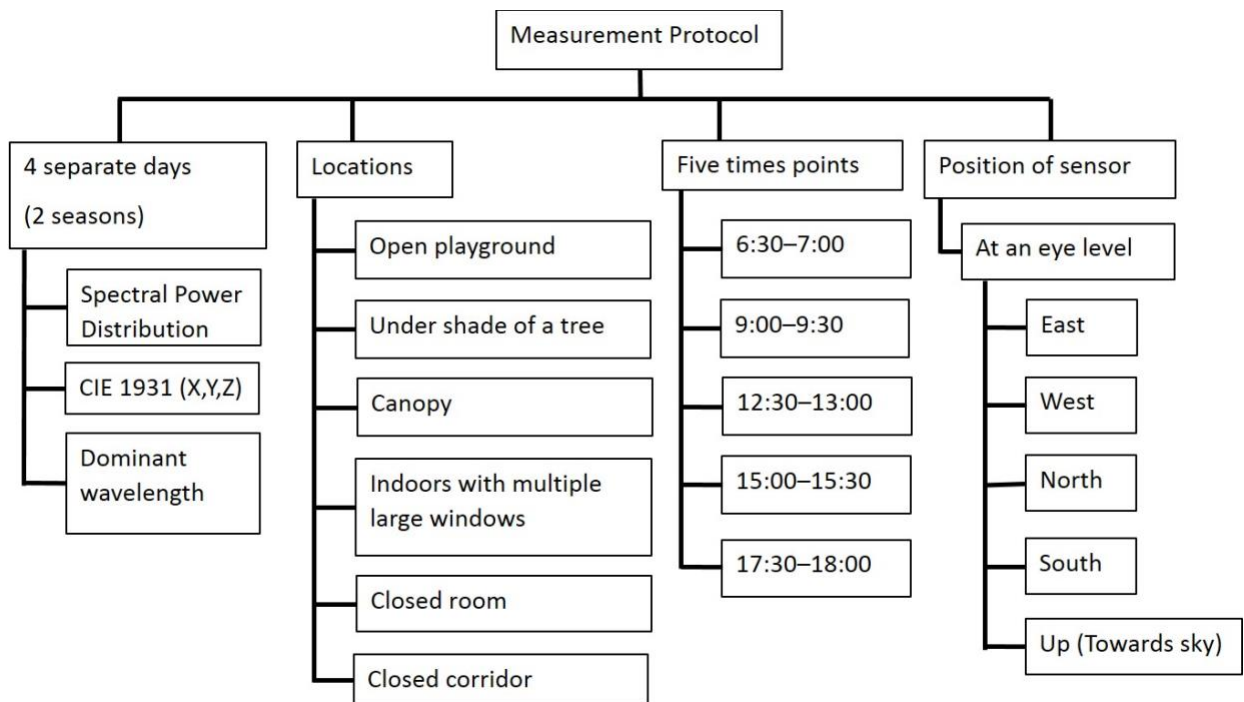 Measurement Protocol
4 separate days
(2 seasons)
Spectral Power
Distribution
CIE 1931 (X,Y,Z)
Dominant
wavelength
Locations
Open playground
Under shade of a tree
Canopy
Indoors with multiple
large windows
Closed room
Closed corridor
Five times points
6:30–7:00
9:00–9:30
12:30–13:00
15:00–15:30
17:30–18:00
Position of sensor
At an eye level
East
West
North
South
Up (Towards sky)